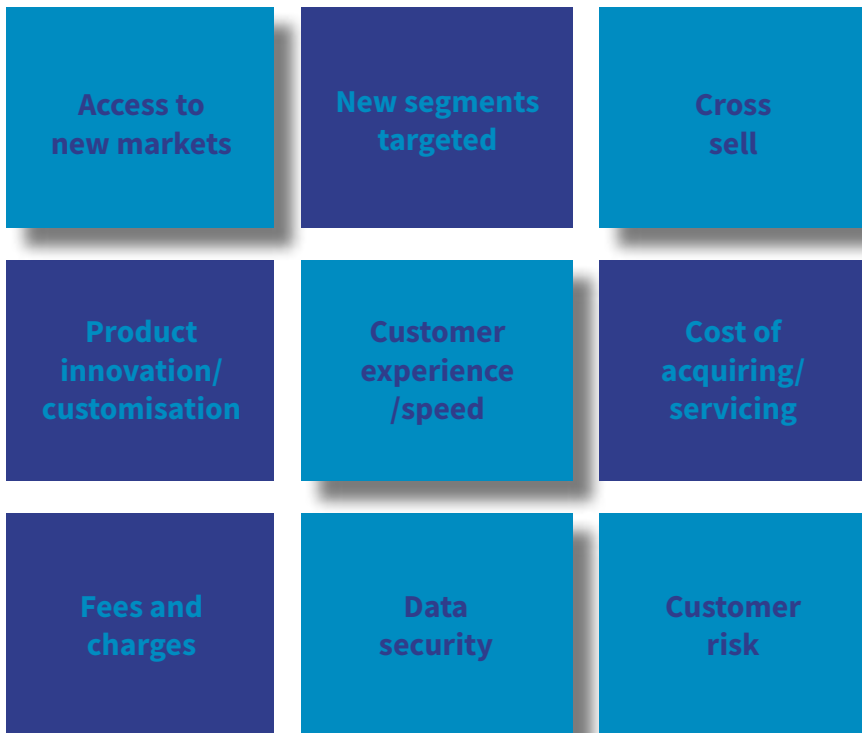 Access to
new markets
New segments
targeted
Cross
sell
Product
innovation/
customisation
Customer
experience
/speed
Cost of
acquiring/
servicing
Fees and
charges
Data
security
Customer
risk